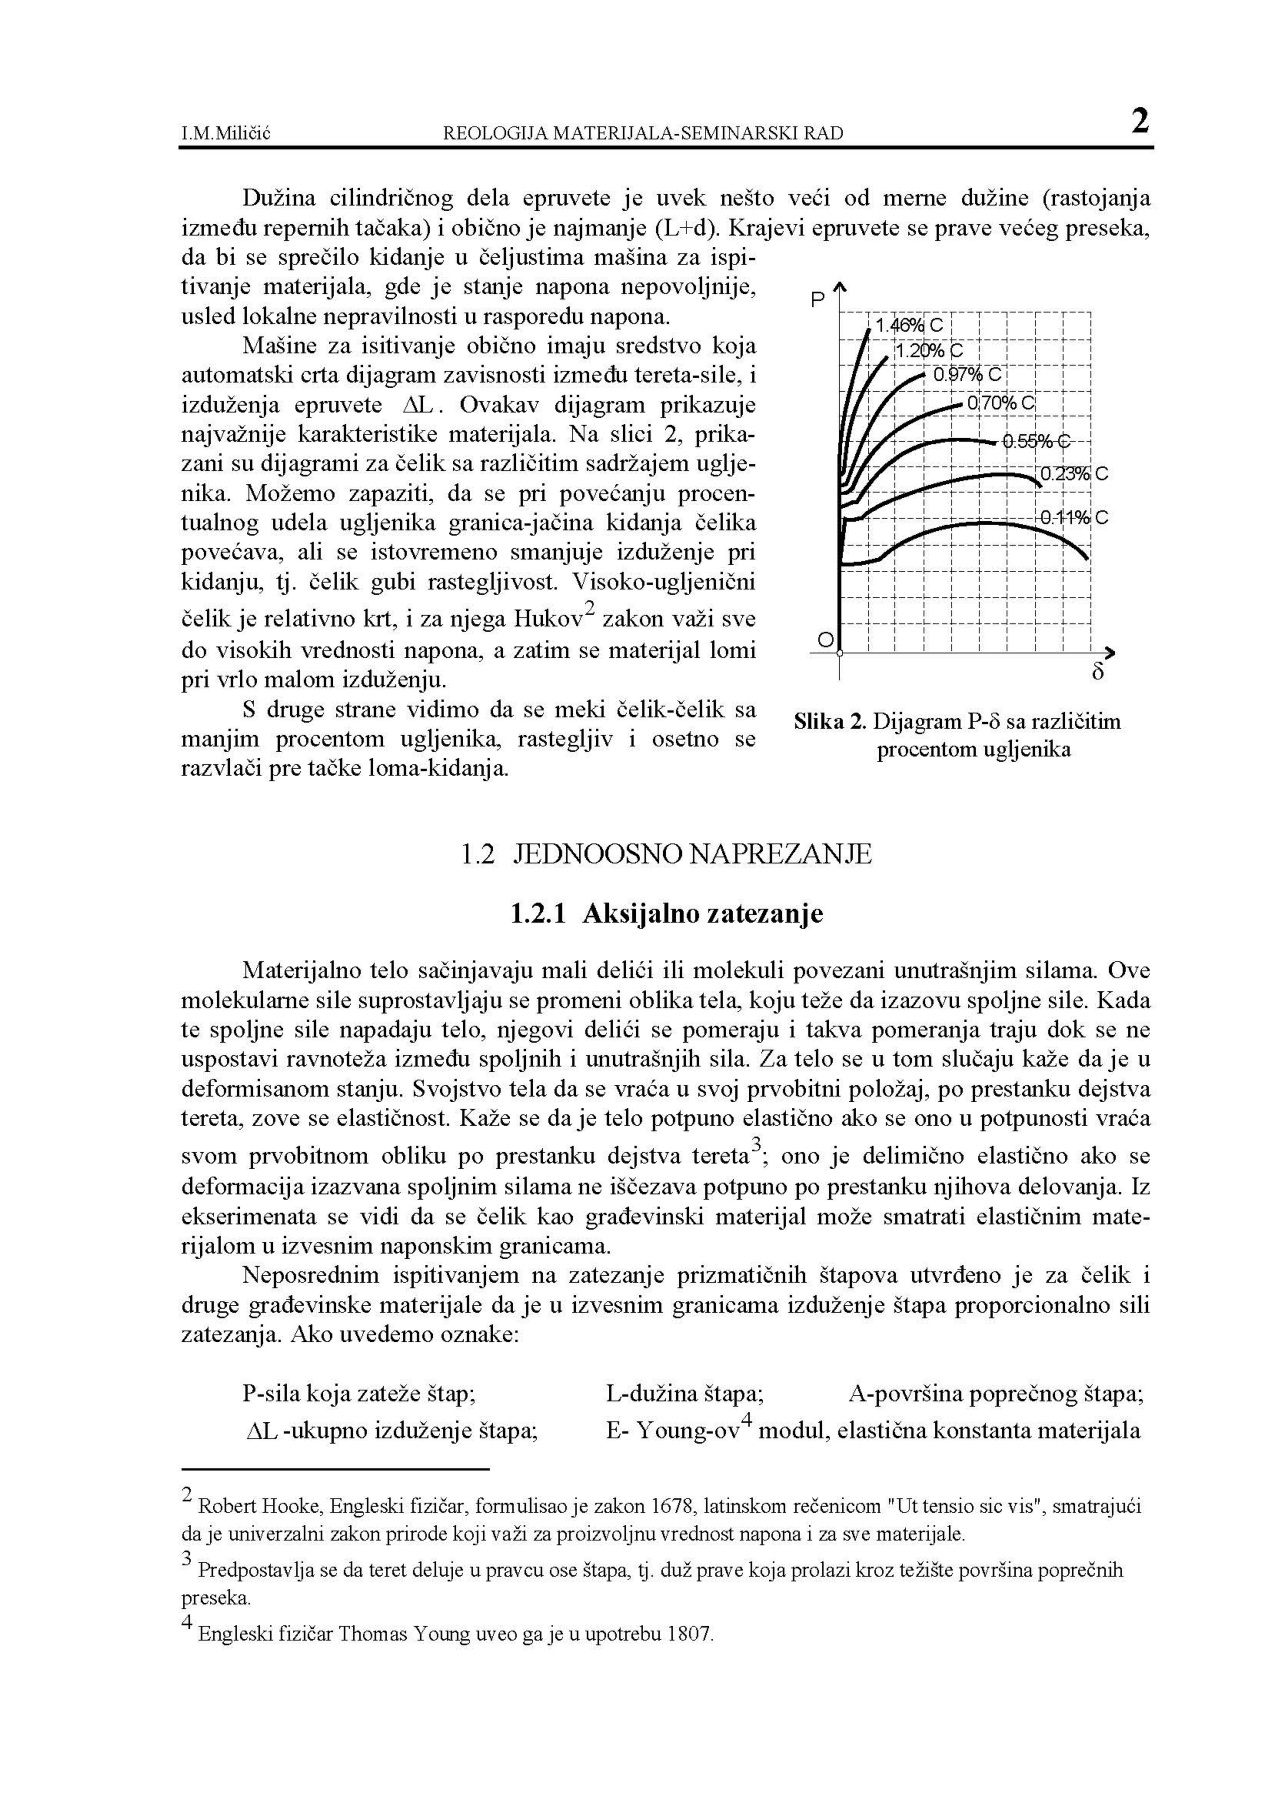 I.M.Miličić REOLOGIJA MATERIJALA-SEMINARSKI RAD 2
Dužina cilindričnog dela epruvete je uvek nešto veći od merne dužine (rastojanja
između repernih tačaka) i obično je najmanje (L+d). Krajevi epruvete se prave većeg preseka,
da bi se sprečilo kidanje u čeljustima mašina za ispi-
tivanje materijala, gde je stanje napona nepovoljnije,
usled lokalne nepravilnosti u rasporedu napona.
Mašine za isitivanje obično imaju sredstvo koja
automatski crta dijagram zavisnosti između tereta-sile, i
izduženja epruvete ΔL. Ovakav dijagram prikazuje
najvažnije karakteristike materijala. Na slici 2, prika-
zani su dijagrami za čelik sa različitim sadržajem uglje-
nika. Možemo zapaziti, da se pri povećanju procen-
tualnog udela ugljenika granica-jačina kidanja čelika
povećava, ali se istovremeno smanjuje izduženje pri
kidanju, tj. čelik gubi rastegljivost. Visoko-ugljenični
čelik je relativno krt, i za njega Hukov2 zakon važi sve
do visokih vrednosti napona, a zatim se materijal lomi
pri vrlo malom izduženju.
S druge strane vidimo da se meki čelik-čelik sa
manjim procentom ugljenika, rastegljiv i osetno se
razvlači pre tačke loma-kidanja.
P
1.46% C
1.20% C
0.97% C
0.70% C
0.55% C
0.23% C
0.11% C
O
δ
Slika 2. Dijagram P-δ sa različitim
procentom ugljenika
1.2 JEDNOOSNO NAPREZANJE
1.2.1 Aksijalno zatezanje
Materijalno telo sačinjavaju mali delići ili molekuli povezani unutrašnjim silama. Ove
molekularne sile suprostavljaju se promeni oblika tela, koju teže da izazovu spoljne sile. Kada
te spoljne sile napadaju telo, njegovi delići se pomeraju i takva pomeranja traju dok se ne
uspostavi ravnoteža između spoljnih i unutrašnjih sila. Za telo se u tom slučaju kaže da je u
deformisanom stanju. Svojstvo tela da se vraća u svoj prvobitni položaj, po prestanku dejstva
tereta, zove se elastičnost. Kaže se da je telo potpuno elastično ako se ono u potpunosti vraća
svom prvobitnom obliku po prestanku dejstva tereta3; ono je delimično elastično ako se
deformacija izazvana spoljnim silama ne iščezava potpuno po prestanku njihova delovanja. Iz
ekserimenata se vidi da se čelik kao građevinski materijal može smatrati elastičnim mate-
rijalom u izvesnim naponskim granicama.
Neposrednim ispitivanjem na zatezanje prizmatičnih štapova utvrđeno je za čelik i
druge građevinske materijale da je u izvesnim granicama izduženje štapa proporcionalno sili
zatezanja. Ako uvedemo oznake:
P-sila koja zateže štap; L-dužina štapa; A-površina poprečnog štapa;
ΔL -ukupno izduženje štapa; E- Young-ov4 modul, elastična konstanta materijala
2 Robert Hooke, Engleski fizičar, formulisao je zakon 1678, latinskom rečenicom "Ut tensio sic vis", smatrajući
da je univerzalni zakon prirode koji važi za proizvoljnu vrednost napona i za sve materijale.
3 Predpostavlja se da teret deluje u pravcu ose štapa, tj. duž prave koja prolazi kroz težište površina poprečnih
preseka.
4 Engleski fizičar Thomas Young uveo ga je u upotrebu 1807.